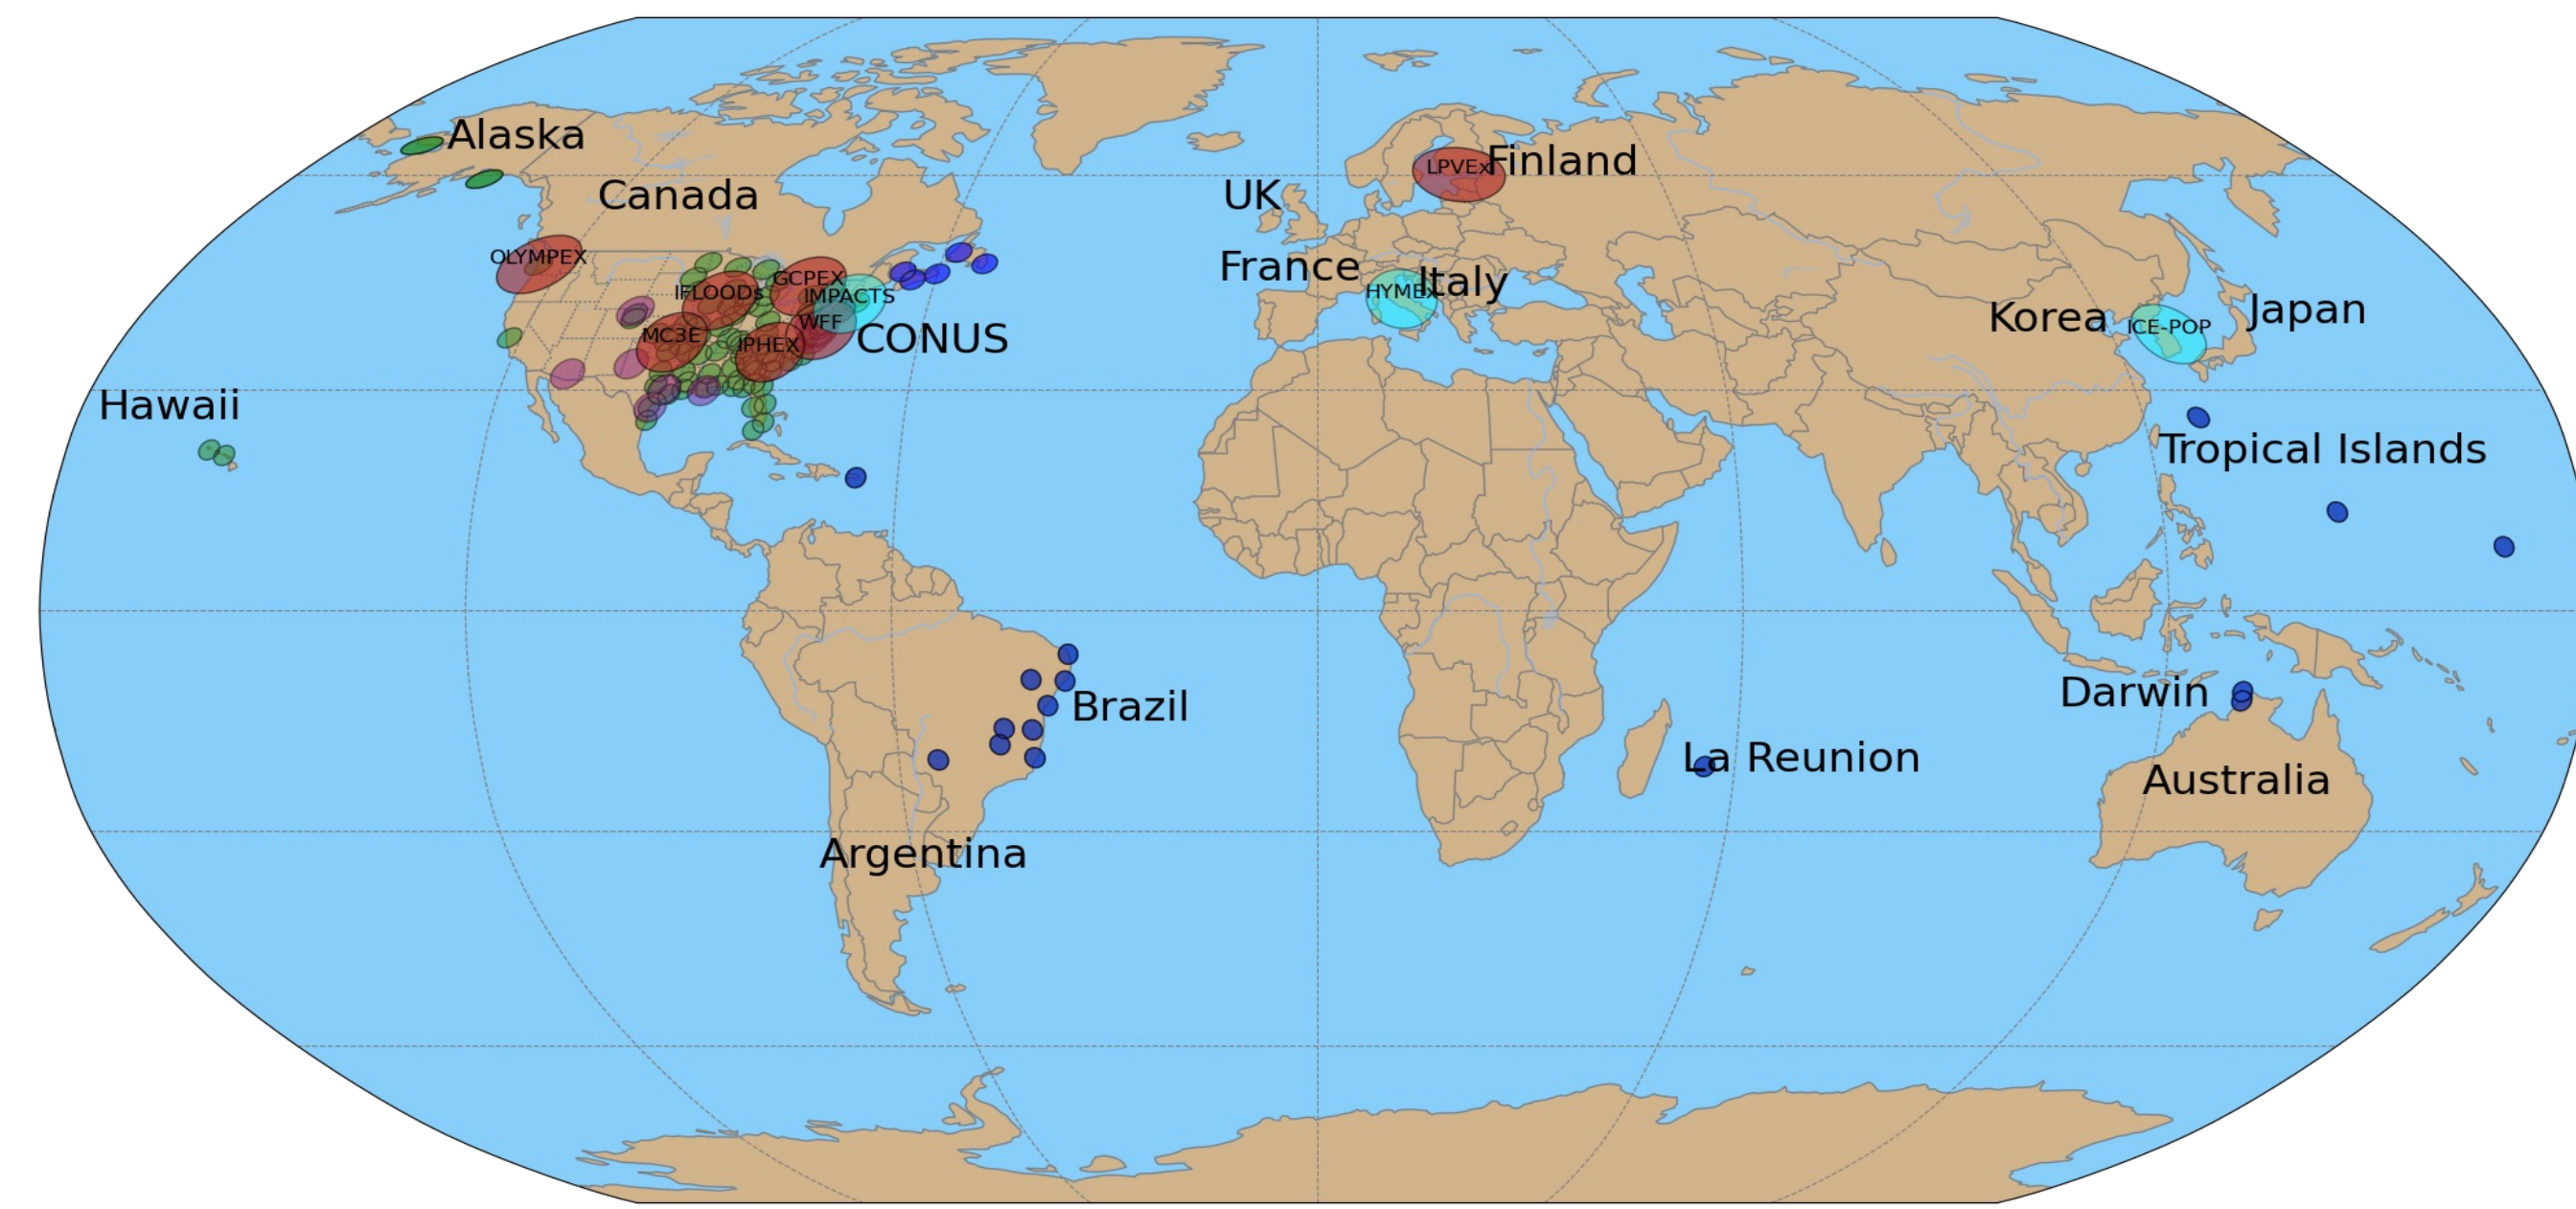 Alaska
Finland
LPVEx
Canada
UK
OLYMPEX
France
GCPEX
Italy
HYMEx
IFLOODs
IMPACTS
Japan
Korea
WFF
ICE-POP
MC3E
CONUS
IPHEX
Hawaii
Tropical Islands
Darwin
Brazil
La Reunion
Australia
Argentina